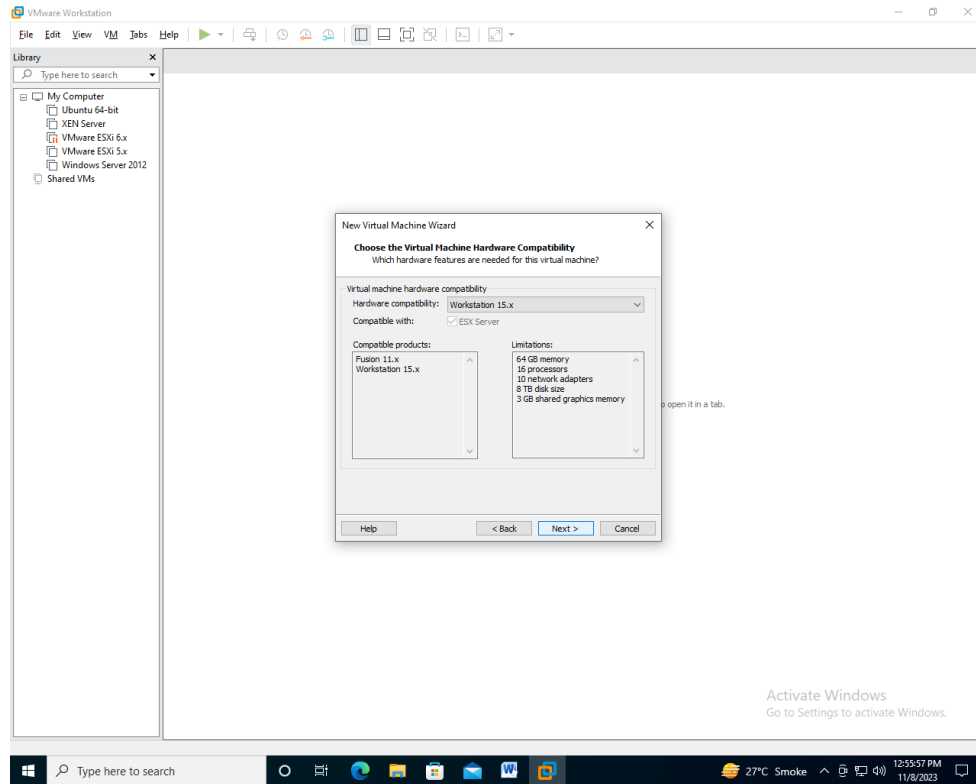 VMware Workstation
File Edit View VM Tabs Help
Library
Type here to search
My Computer
Ubuntu 64-bit
XEN Server
VMware ESXi 6.x
VMware ESXi 5.x
Windows Server 2012
Shared VMs
New Virtual Machine Wizard
Choose the Virtual Machine Hardware Compatibility
Which hardware features are needed for this virtual machine?
Virtual machine hardware compatibility
Hardware compatibility: Workstation 15.x
Compatible with: ESX Server
Compatible products: Limitations:
Fusion 11.x
Workstation 15.x
64 GB memory
16 processors
10 network adapters
8 TB disk size
3 GB shared graphics memory
open it in a tab.
Help < Back Next > Cancel
Activate Windows
Go to Settings to activate Windows.
Type here to search
27°C Smoke
12:55:57 PM
11/8/2023